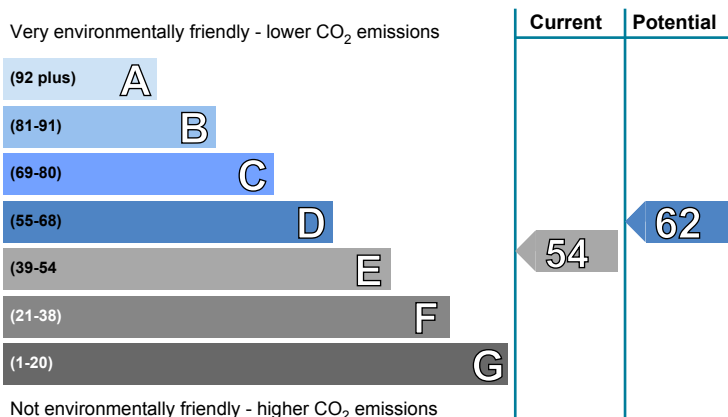 Current Potential
Very environmentally friendly - lower CO2 emissions
(92 plus) A
(81-91) B
(69-80) C
(55-68) D
62
(39-54 E
54
(21-38) F
(1-20) G
Not environmentally friendly - higher CO2 emissions